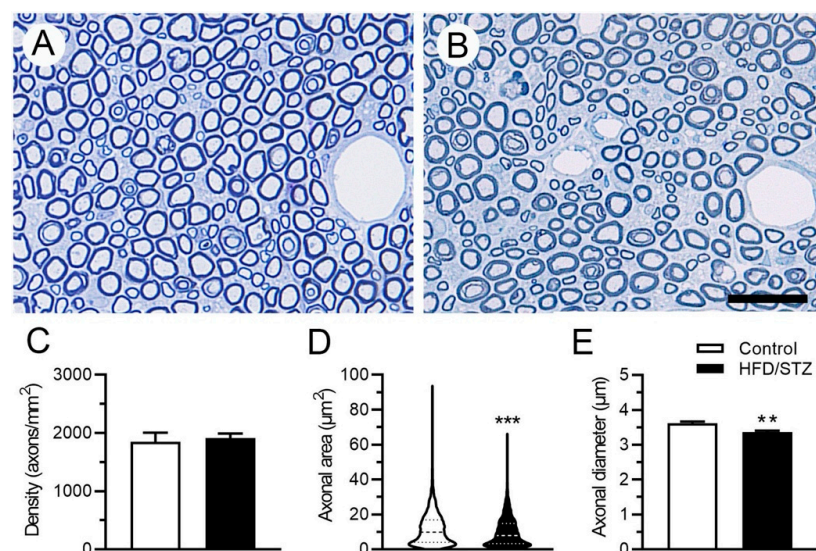 A
B
C
3000
2000
1000
0
Density (axons/mm²)
D
100
80
60
40
20
0
Axonal area (µm²)
***
E
Control
HFD/STZ
5
4
3
2
1
0
Axonal diameter (µm)
**